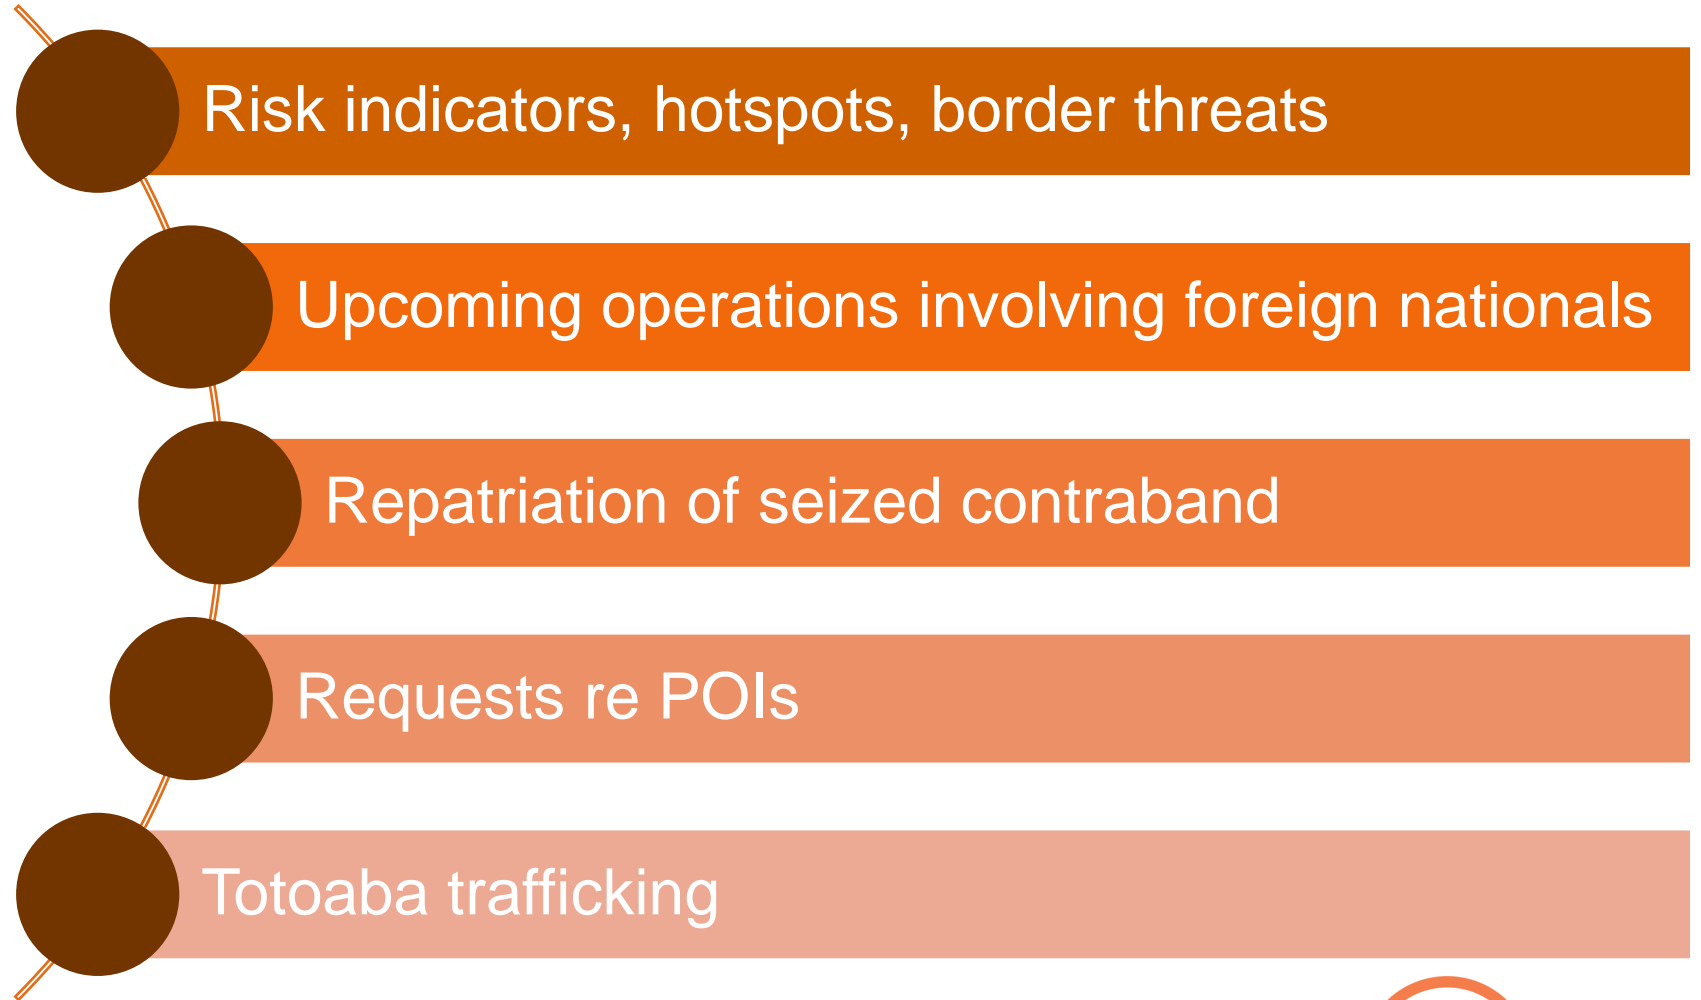 Risk indicators, hotspots, border threats
Upcoming operations involving foreign nationals
Repatriation of seized contraband
Requests re POIs
Totoaba trafficking